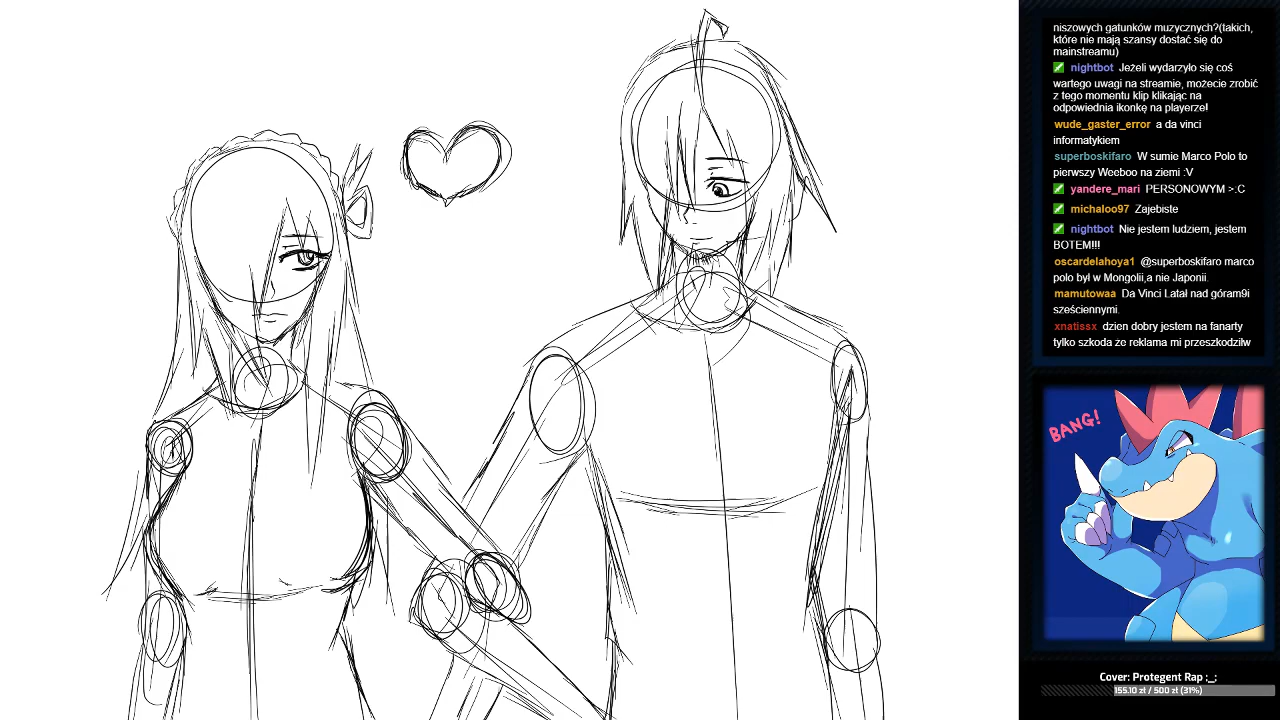 niszowych gatunków muzycznych?(takich,
które nie mają szansy dostać się do
mainstreamu)
nightbot Jeżeli wydarzyło się coś
wartego uwagi na streamie, możecie zrobić
z tego momentu klip klikając na
odpowiednia ikonkę na playerze!
wude_gaster_error a da vinci
informatykiem
superboskifaro W sumie Marco Polo to
pierwszy Weeboo na ziemi :V
yandere_mari PERSONOWYM >:C
michaloo97 Zajebiste
nightbot Nie jestem ludziem, jestem
BOTEM!!!
oscardelahoya1 @superboskifaro marco
polo był w Mongolii,a nie Japonii.
mamutowaa Da Vinci Latał nad góram9i
sześciennymi.
xnatissx dzien dobry jestem na fanarty
tylko szkoda ze reklama mi przeszkodzilw
BANG!
Cover: Protegent Rap :_:
155.10 zł / 500 zł (31%)